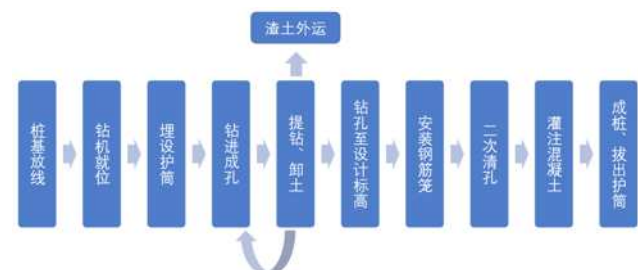 渣土外运
桩基放线
钻机就位
埋设护筒
钻进成孔
提钻、卸土
钻孔至设计标高
安装钢筋笼
二次清孔
灌注混凝土
成桩、拔出护筒